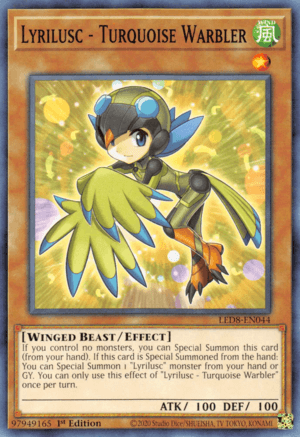 LYRILUSC - TURQUOISE WARBLER
WIND
風
LED8-EN044
[WINGED BEAST/EFFECT]
If you control no monsters, you can Special Summon this card
(from your hand). If this card is Special Summoned from the hand:
You can Special Summon 1 "Lyrilusc" monster from your hand or
GY. You can only use this effect of "Lyrilusc - Turquoise Warbler"
once per turn.
ATK/ 100 DEF/ 100
97949165 1st Edition ©2020 Studio Dice/SHUEISHA, TV TOKYO, KONAMI